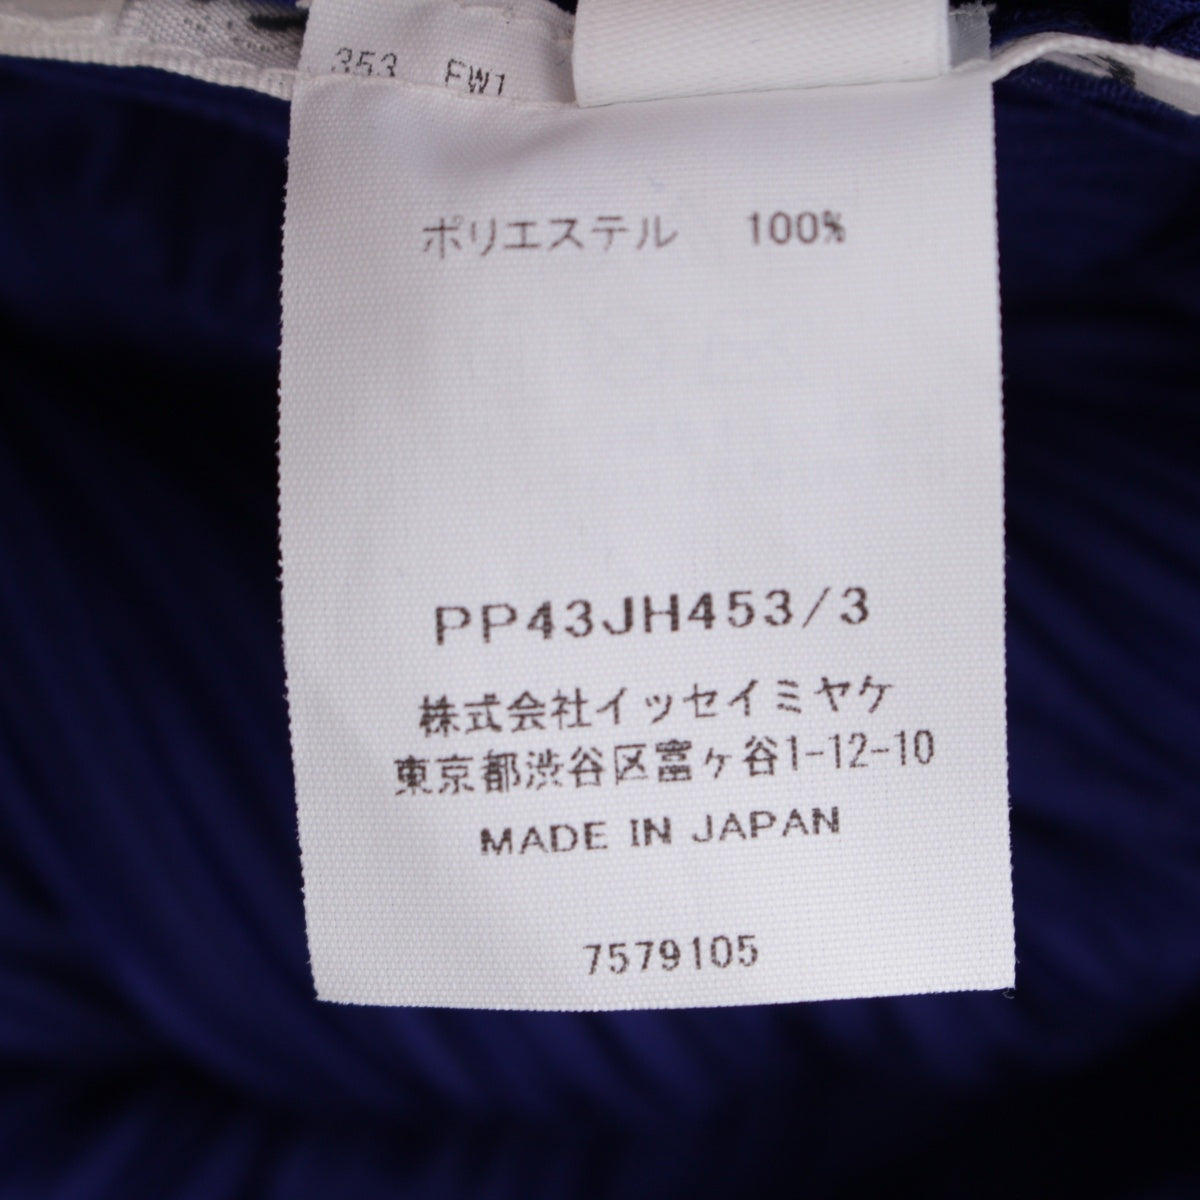 353 FW1
ポリエステル 100%
PP43JH453/3
株式会社イッセイミヤケ
東京都渋谷区富ヶ谷1-12-10
MADE IN JAPAN
7579105